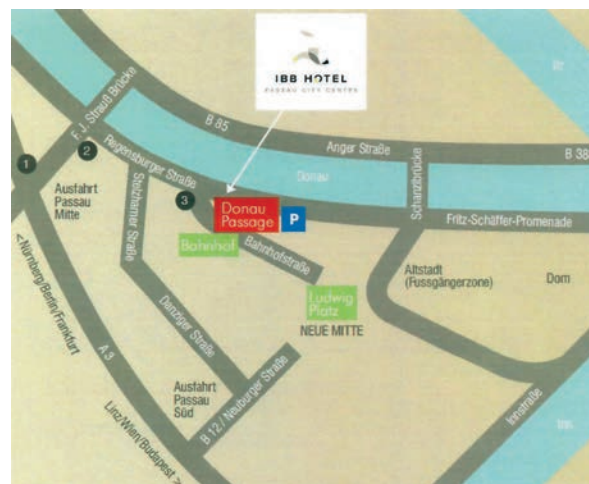 IBB HOTEL
PASSAU CITY CENTER
Ilz
F. J. Strauß Brücke
B 85
Anger Straße
B 38
1
2
Regensburger Straße
Donau
Schanzlbrücke
Ausfahrt
Passau
Mitte
Stelzhamer Straße
3
Donau
Passage
P
Fritz-Schäffer-Promenade
Bahnhof
Bahnhofstraße
<Nürnberg/Berlin/Frankfurt
Altstadt
(Fussgängerzone)
Dom
Ludwig
Platz
NEUE MITTE
Danziger Straße
A 3
Ausfahrt
Passau
Süd
B 12 / Neuburger Straße
Innstraße
Inn
Linz/Wien/Budapest >